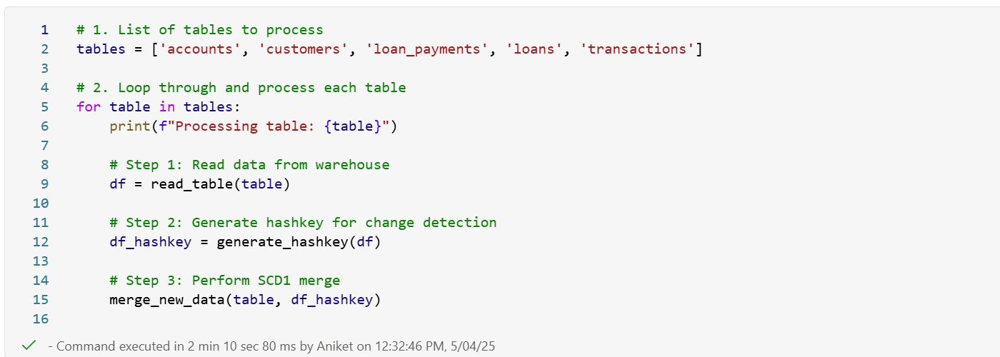 1 # 1. List of tables to process
2 tables = ['accounts', 'customers', 'loan_payments', 'loans', 'transactions']
3
4 # 2. Loop through and process each table
5 for table in tables:
6     print(f"Processing table: {table}")
7
8     # Step 1: Read data from warehouse
9     df = read_table(table)
10
11     # Step 2: Generate hashkey for change detection
12     df_hashkey = generate_hashkey(df)
13
14     # Step 3: Perform SCD1 merge
15     merge_new_data(table, df_hashkey)
16
- Command executed in 2 min 10 sec 80 ms by Aniket on 12:32:46 PM, 5/04/25